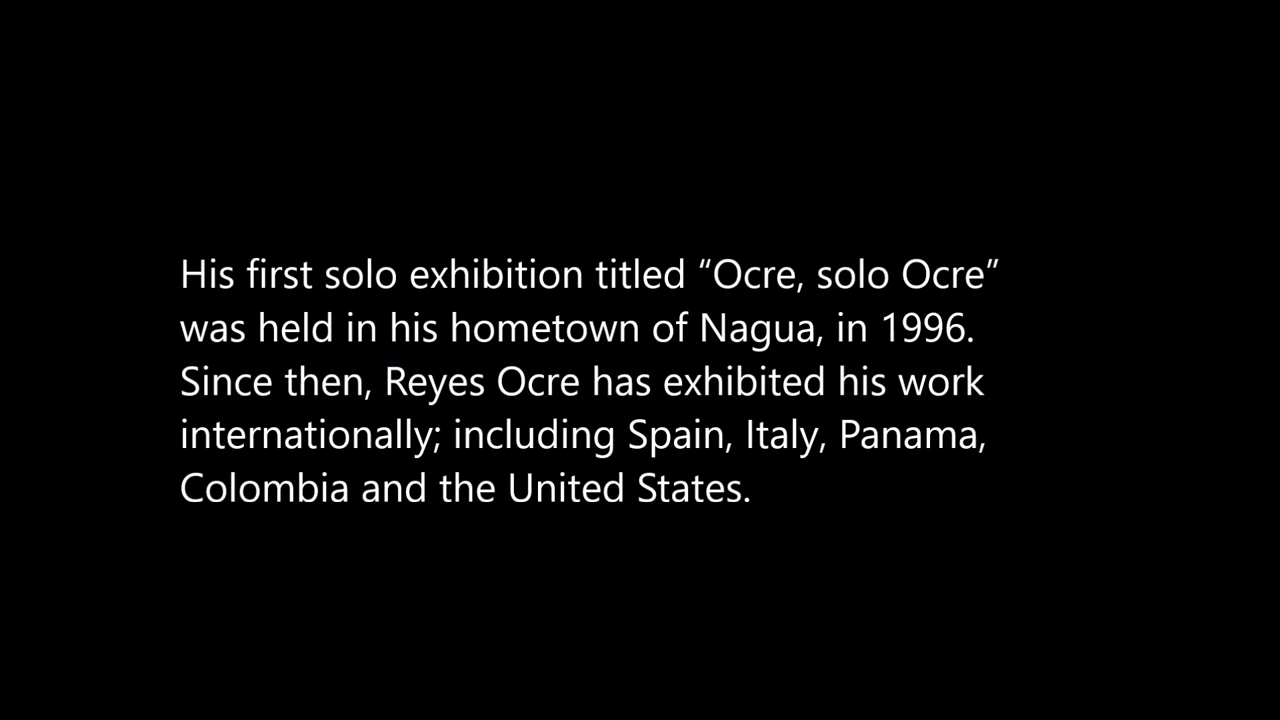 His first solo exhibition titled “Ocre, solo Ocre”
was held in his hometown of Nagua, in 1996.
Since then, Reyes Ocre has exhibited his work
internationally; including Spain, Italy, Panama,
Colombia and the United States.